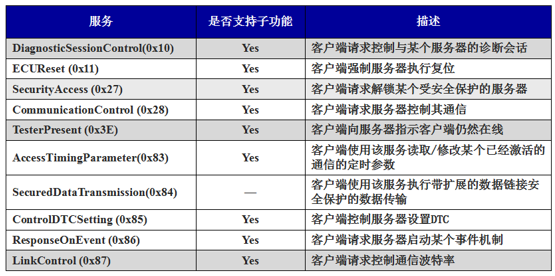 服务 是否支持子功能 描述
DiagnosticSessionControl(0x10) Yes 客户端请求控制与某个服务器的诊断会话
ECUReset (0x11) Yes 客户端强制服务器执行复位
SecurityAccess (0x27) Yes 客户端请求解锁某个受安全保护的服务器
CommunicationControl (0x28) Yes 客户端请求服务器控制其通信
TesterPresent (0x3E) Yes 客户端向服务器指示客户端仍然在线
AccessTimingParameter(0x83) Yes 客户端使用该服务读取/修改某个已经激活的
通信的定时参数
SecuredDataTransmission(0x84) — 客户端使用该服务执行带扩展的数据链接安
全保护的数据传输
ControlDTCSetting (0x85) Yes 客户端控制服务器设置DTC
ResponseOnEvent (0x86) Yes 客户端请求服务器启动某个事件机制
LinkControl (0x87) Yes 客户端请求控制通信波特率